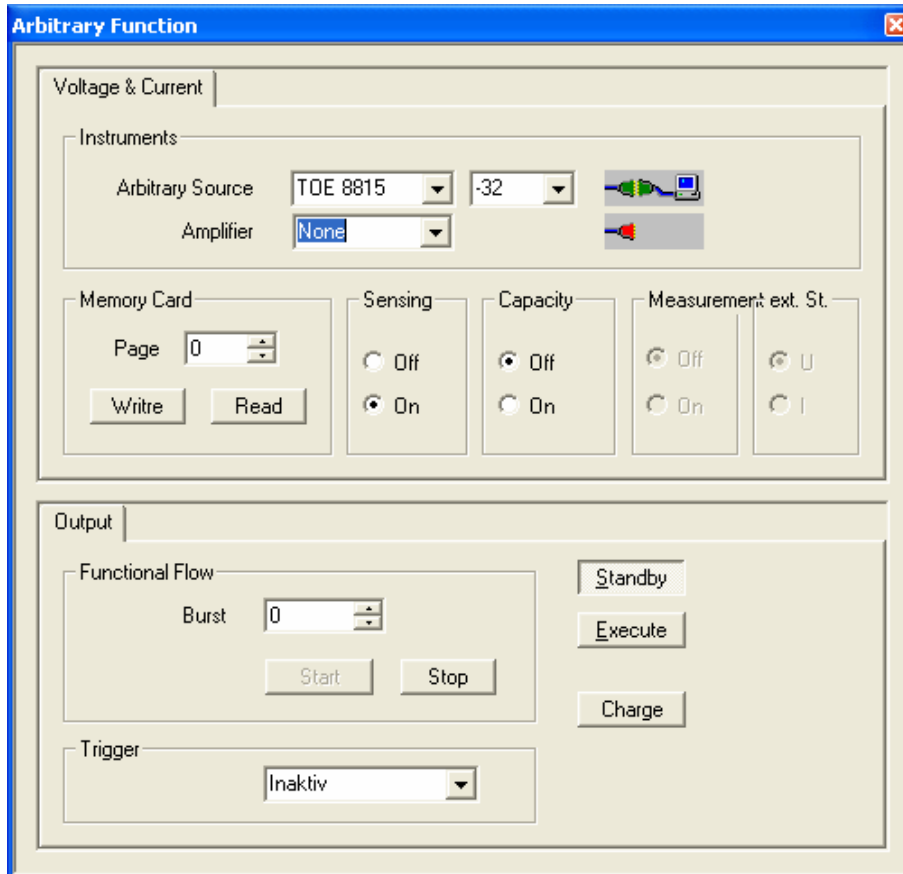 Arbitrary Function
Voltage & Current
Instruments
Arbitrary Source TOE 8815 -32
Amplifier None
Memory Card
Page 0
Writre Read
Sensing
Off
On
Capacity
Off
On
Measurement ext. St.
Off U
On I
Output
Functional Flow
Burst 0
Start Stop
Trigger
Inaktiv
Standby
Execute
Charge